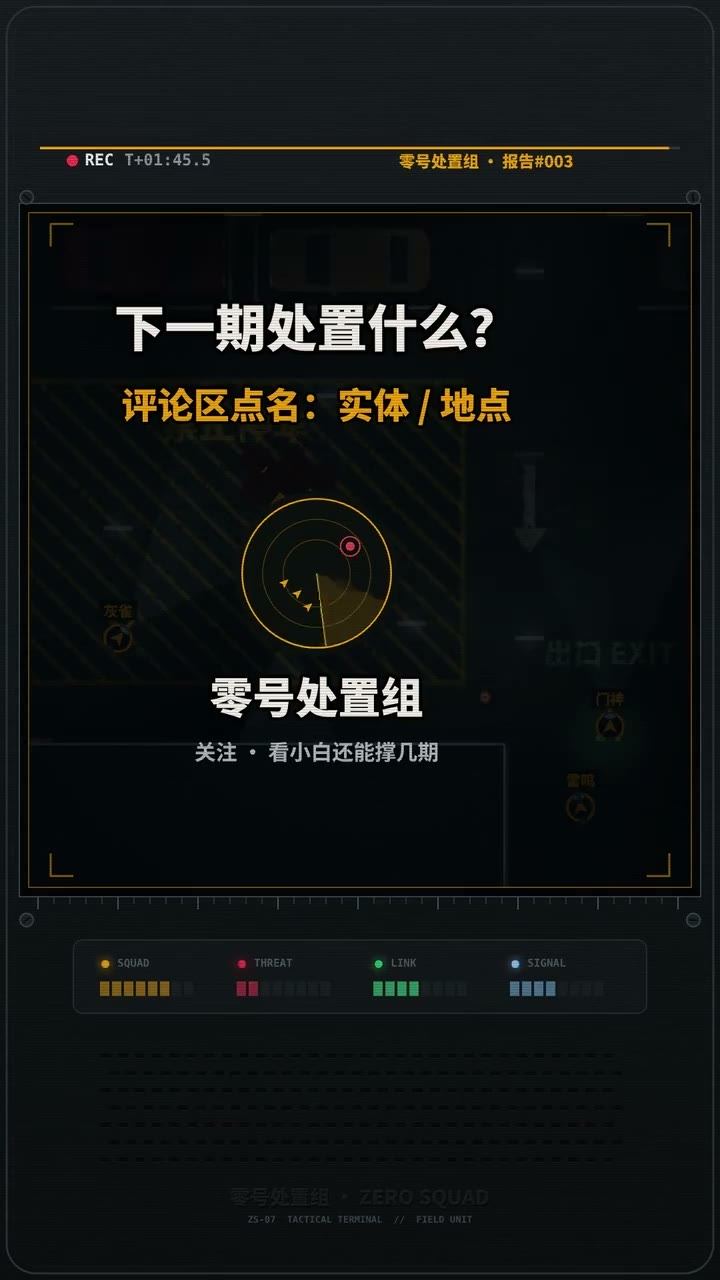 REC T+01:45.5
零号处置组 · 报告#003
下一期处置什么?
评论区点名：实体 / 地点
灰雀
出口 EXIT
门神
雷鸣
零号处置组
关注 · 看小白还能撑几期
SQUAD
THREAT
LINK
SIGNAL
零号处置组 · ZERO SQUAD
ZS-07 TACTICAL TERMINAL // FIELD UNIT